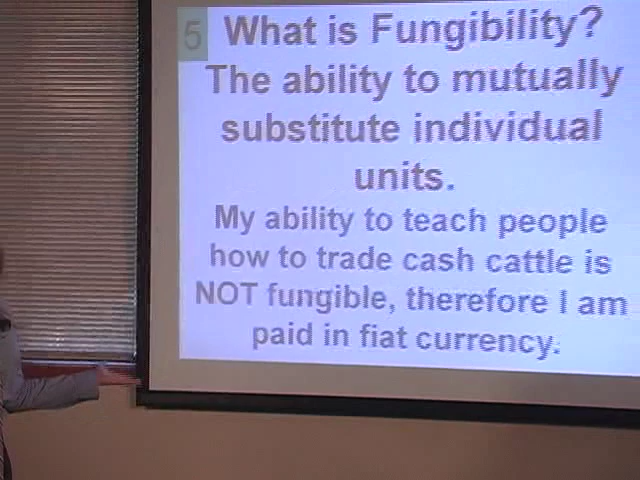 5
What is Fungibility?
The ability to mutually
substitute individual
units.
My ability to teach people
how to trade cash cattle is
NOT fungible, therefore I am
paid in fiat currency.